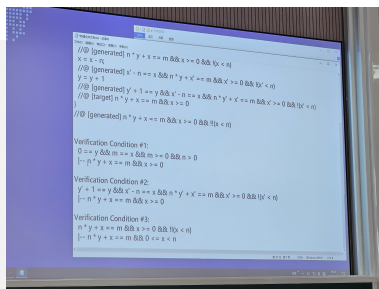 //@ [generated] n * y + x == m && x >= 0 && !(x < n)
x = x - n;
//@ [generated] x' - n == x && n * y + x' == m && x' >= 0 && !(x' < n)
y = y + 1
//@ [generated] y' + 1 == y && x' - n == x && n * y' + x' == m && x' >= 0 && !(x' < n)
//@ [target] n * y + x == m && x >= 0
}
//@ [generated] n * y + x == m && x >= 0 && !!(x < n)
Verification Condition #1:
0 == y && m == x && m >= 0 && n > 0
|-- n * y + x == m && x >= 0
Verification Condition #2:
y' + 1 == y && x' - n == x && n * y' + x' == m && x' >= 0 && !(x' < n)
|-- n * y + x == m && x >= 0
Verification Condition #3:
n * y + x == m && x >= 0 && !!(x < n)
|-- n * y + x == m && 0 <= x < n